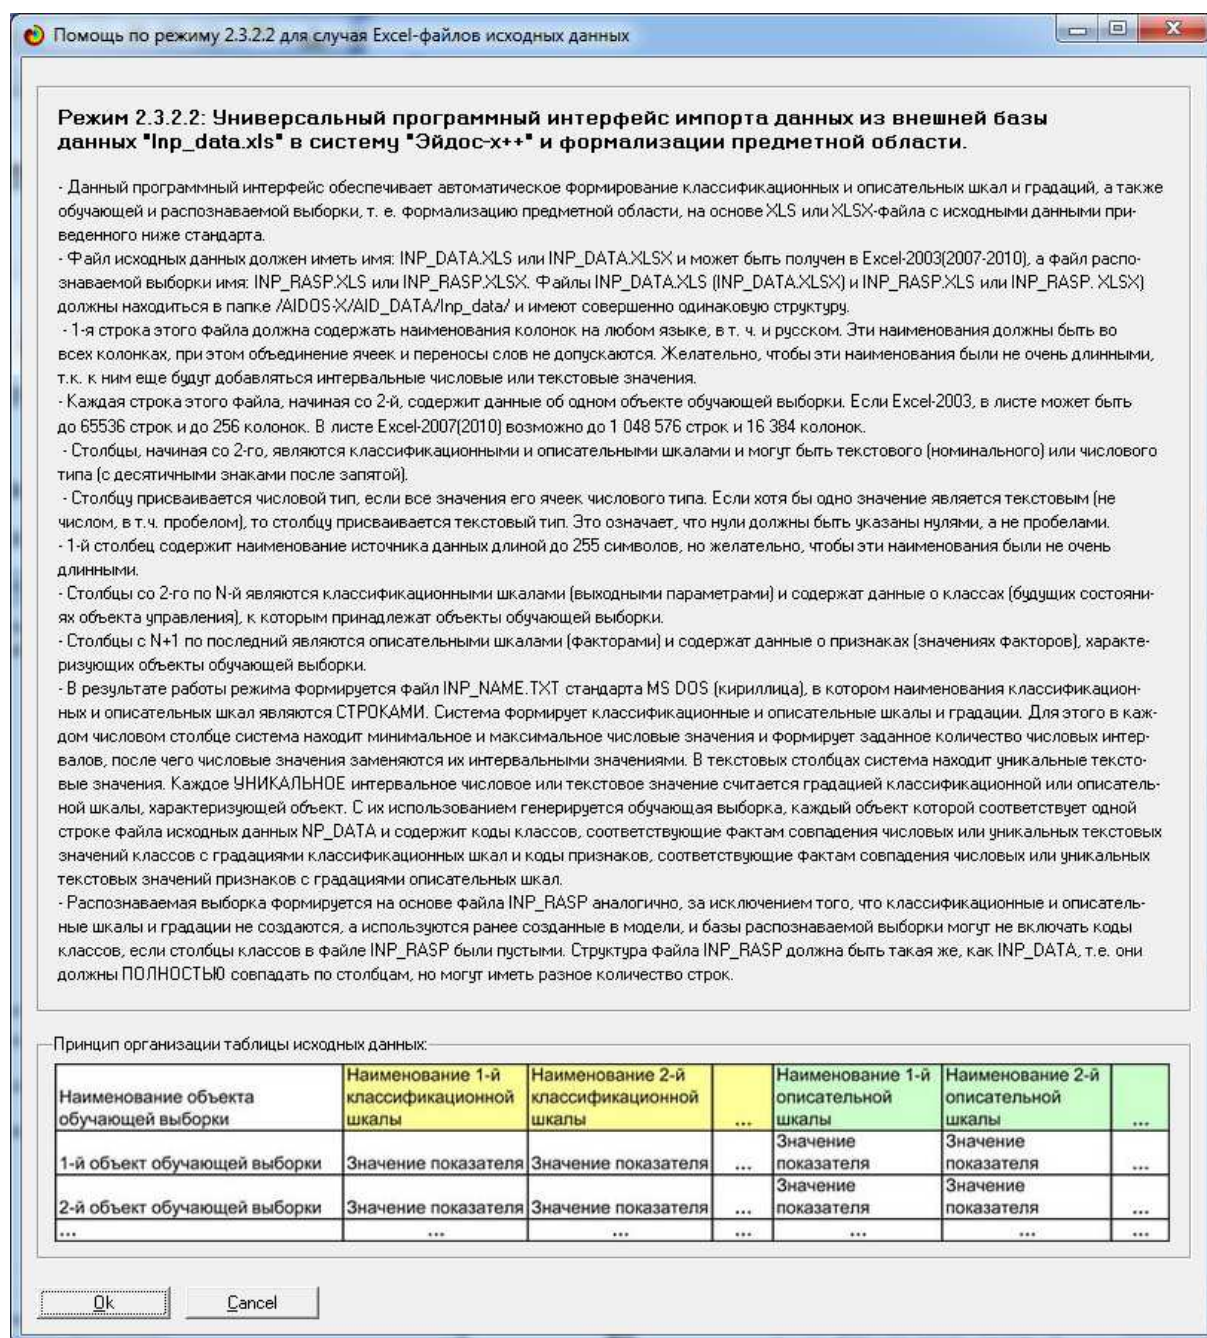 Помощь по режиму 2.3.2.2 для случая Excel-файлов исходных данных
Режим 2.3.2.2: Универсальный программный интерфейс импорта данных из внешней базы
данных "Inp_data.xls" в систему "Эйдос-x++" и формализации предметной области.
- Данный программный интерфейс обеспечивает автоматическое формирование классификационных и описательных шкал и градаций, а также
обучающей и распознаваемой выборки, т. е. формализацию предметной области, на основе XLS или XLSX-файла с исходными данными при-
веденного ниже стандарта.
- Файл исходных данных должен иметь имя: INP_DATA.XLS или INP_DATA.XLSX и может быть получен в Excel-2003(2007-2010), а файл распо-
знаваемой выборки имя: INP_RASP.XLS или INP_RASP.XLSX. Файлы INP_DATA.XLS (INP_DATA.XLSX) и INP_RASP.XLS или INP_RASP. XLSX)
должны находиться в папке /AIDOS-X/AID_DATA/Inp_data/ и имеют совершенно одинаковую структуру.
- 1-я строка этого файла должна содержать наименования колонок на любом языке, в т. ч. и русском. Эти наименования должны быть во
всех колонках, при этом объединение ячеек и переносы слов не допускаются. Желательно, чтобы эти наименования были не очень длинными,
т.к. к ним еще будут добавляться интервальные числовые или текстовые значения.
- Каждая строка этого файла, начиная со 2-й, содержит данные об одном объекте обучающей выборки. Если Excel-2003, в листе может быть
до 65536 строк и до 256 колонок. В листе Excel-2007(2010) возможно до 1 048 576 строк и 16 384 колонок.
- Столбцы, начиная со 2-го, являются классификационными и описательными шкалами и могут быть текстового (номинального) или числового
типа (с десятичными знаками после запятой).
- Столбцу присваивается числовой тип, если все значения его ячеек числового типа. Если хотя бы одно значение является текстовым (не
числом, в т.ч. пробелом), то столбцу присваивается текстовый тип. Это означает, что нули должны быть указаны нулями, а не пробелами.
- 1-й столбец содержит наименование источника данных длиной до 255 символов, но желательно, чтобы эти наименования были не очень
длинными.
- Столбцы со 2-го по N-й являются классификационными шкалами (выходными параметрами) и содержат данные о классах (будущих состояни-
ях объекта управления), к которым принадлежат объекты обучающей выборки.
- Столбцы с N+1 по последний являются описательными шкалами (факторами) и содержат данные о признаках (значениях факторов), характе-
ризующих объекты обучающей выборки.
- В результате работы режима формируется файл INP_NAME.TXT стандарта MS DOS (кириллица), в котором наименования классификацион-
ных и описательных шкал являются СТРОКАМИ. Система формирует классификационные и описательные шкалы и градации. Для этого в каж-
дом числовом столбце система находит минимальное и максимальное числовые значения и формирует заданное количество числовых интер-
валов, после чего числовые значения заменяются их интервальными значениями. В текстовых столбцах система находит уникальные тексто-
вые значения. Каждое УНИКАЛЬНОЕ интервальное числовое или текстовое значение считается градацией классификационной или описатель-
ной шкалы, характеризующей объект. С их использованием генерируется обучающая выборка, каждый объект которой соответствует одной
строке файла исходных данных NP_DATA и содержит коды классов, соответствующие фактам совпадения числовых или уникальных текстовых
значений классов с градациями классификационных шкал и коды признаков, соответствующие фактам совпадения числовых или уникальных
текстовых значений признаков с градациями описательных шкал.
- Распознаваемая выборка формируется на основе файла INP_RASP аналогично, за исключением того, что классификационные и описатель-
ные шкалы и градации не создаются, а используются ранее созданные в модели, и базы распознаваемой выборки могут не включать коды
классов, если столбцы классов в файле INP_RASP были пустыми. Структура файла INP_RASP должна быть такая же, как INP_DATA, т.е. они
должны ПОЛНОСТЬЮ совпадать по столбцам, но могут иметь разное количество строк.
Принцип организации таблицы исходных данных:
Наименование объекта
обучающей выборки
Наименование 1-й
классификационной
шкалы
Наименование 2-й
классификационной
шкалы
...
Наименование 1-й
описательной
шкалы
Наименование 2-й
описательной
шкалы
...
1-й объект обучающей выборки
Значение показателя
Значение показателя
...
Значение
показателя
Значение
показателя
...
2-й объект обучающей выборки
Значение показателя
Значение показателя
...
Значение
показателя
Значение
показателя
...
... ... ... ... ... ... ...
Ok
Cancel